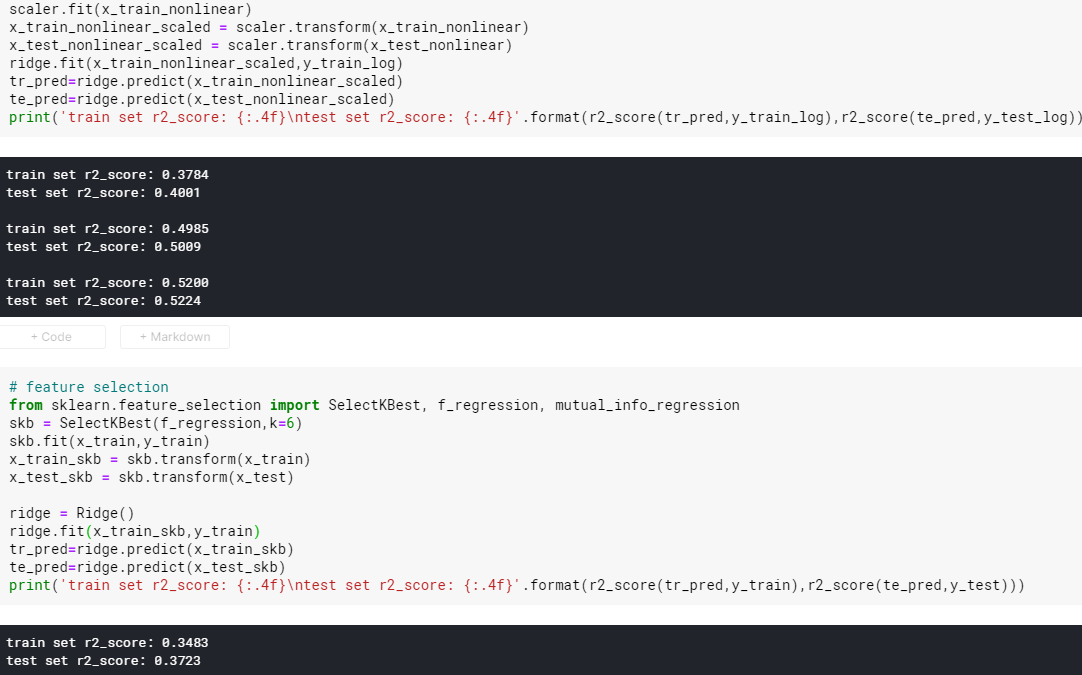 scaler.fit(x_train_nonlinear)
x_train_nonlinear_scaled = scaler.transform(x_train_nonlinear)
x_test_nonlinear_scaled = scaler.transform(x_test_nonlinear)
ridge.fit(x_train_nonlinear_scaled,y_train_log)
tr_pred=ridge.predict(x_train_nonlinear_scaled)
te_pred=ridge.predict(x_test_nonlinear_scaled)
print('train set r2_score: {:.4f}\ntest set r2_score: {:.4f}'.format(r2_score(tr_pred,y_train_log),r2_score(te_pred,y_test_log))
train set r2_score: 0.3784
test set r2_score: 0.4001
train set r2_score: 0.4985
test set r2_score: 0.5009
train set r2_score: 0.5200
test set r2_score: 0.5224
+ Code
+ Markdown
# feature selection
from sklearn.feature_selection import SelectKBest, f_regression, mutual_info_regression
skb = SelectKBest(f_regression,k=6)
skb.fit(x_train,y_train)
x_train_skb = skb.transform(x_train)
x_test_skb = skb.transform(x_test)
ridge = Ridge()
ridge.fit(x_train_skb,y_train)
tr_pred=ridge.predict(x_train_skb)
te_pred=ridge.predict(x_test_skb)
print('train set r2_score: {:.4f}\ntest set r2_score: {:.4f}'.format(r2_score(tr_pred,y_train),r2_score(te_pred,y_test)))
train set r2_score: 0.3483
test set r2_score: 0.3723